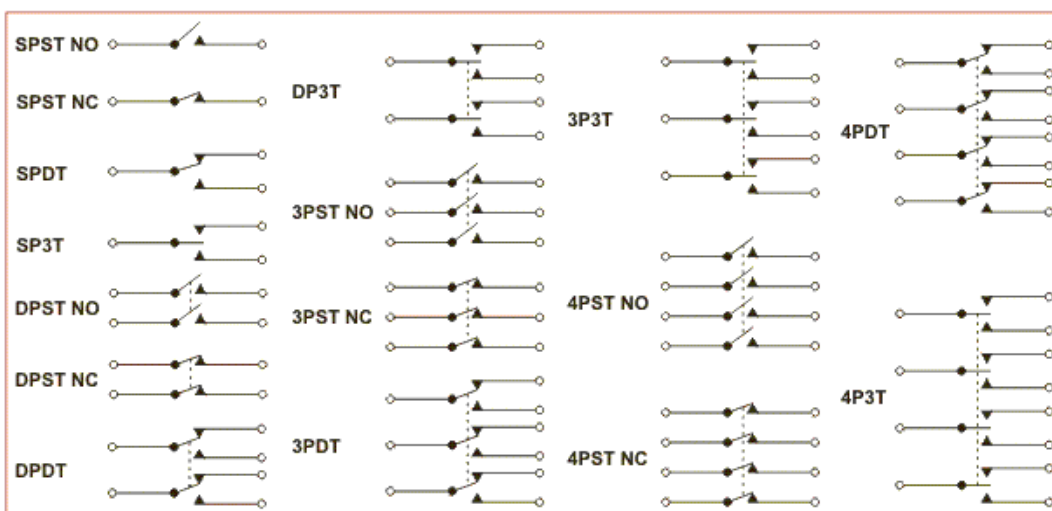 SPST NO
SPST NC
SPDT
SP3T
DPST NO
DPST NC
DPDT
DP3T
3PST NO
3PST NC
3PDT
3P3T
4PST NO
4PST NC
4PDT
4P3T